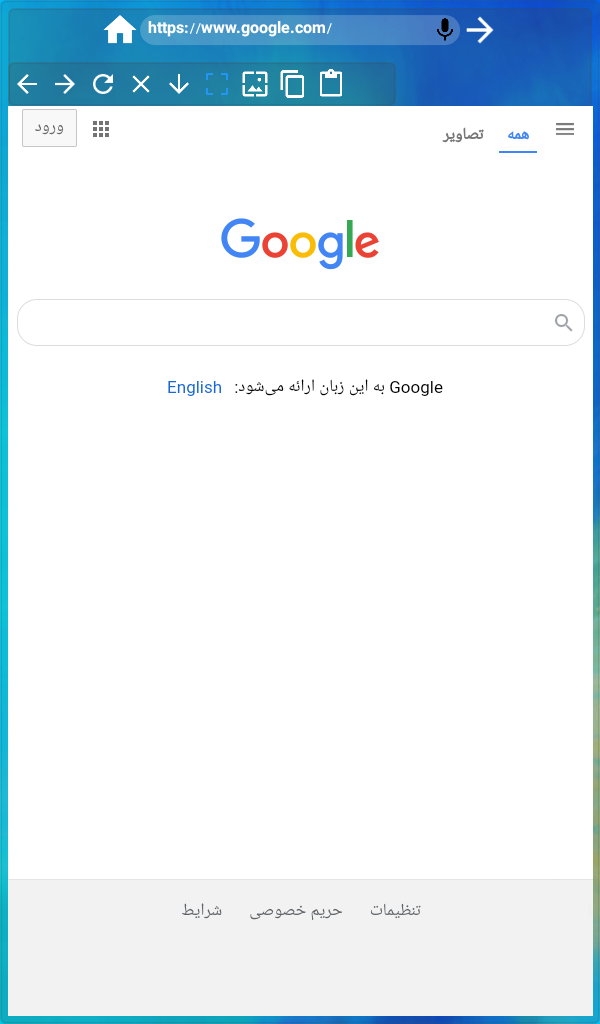 https://www.google.com/
همه تصاویر ورود
Google
Google به این زبان ارائه می‌شود: English
تنظیمات حریم خصوصی شرایط